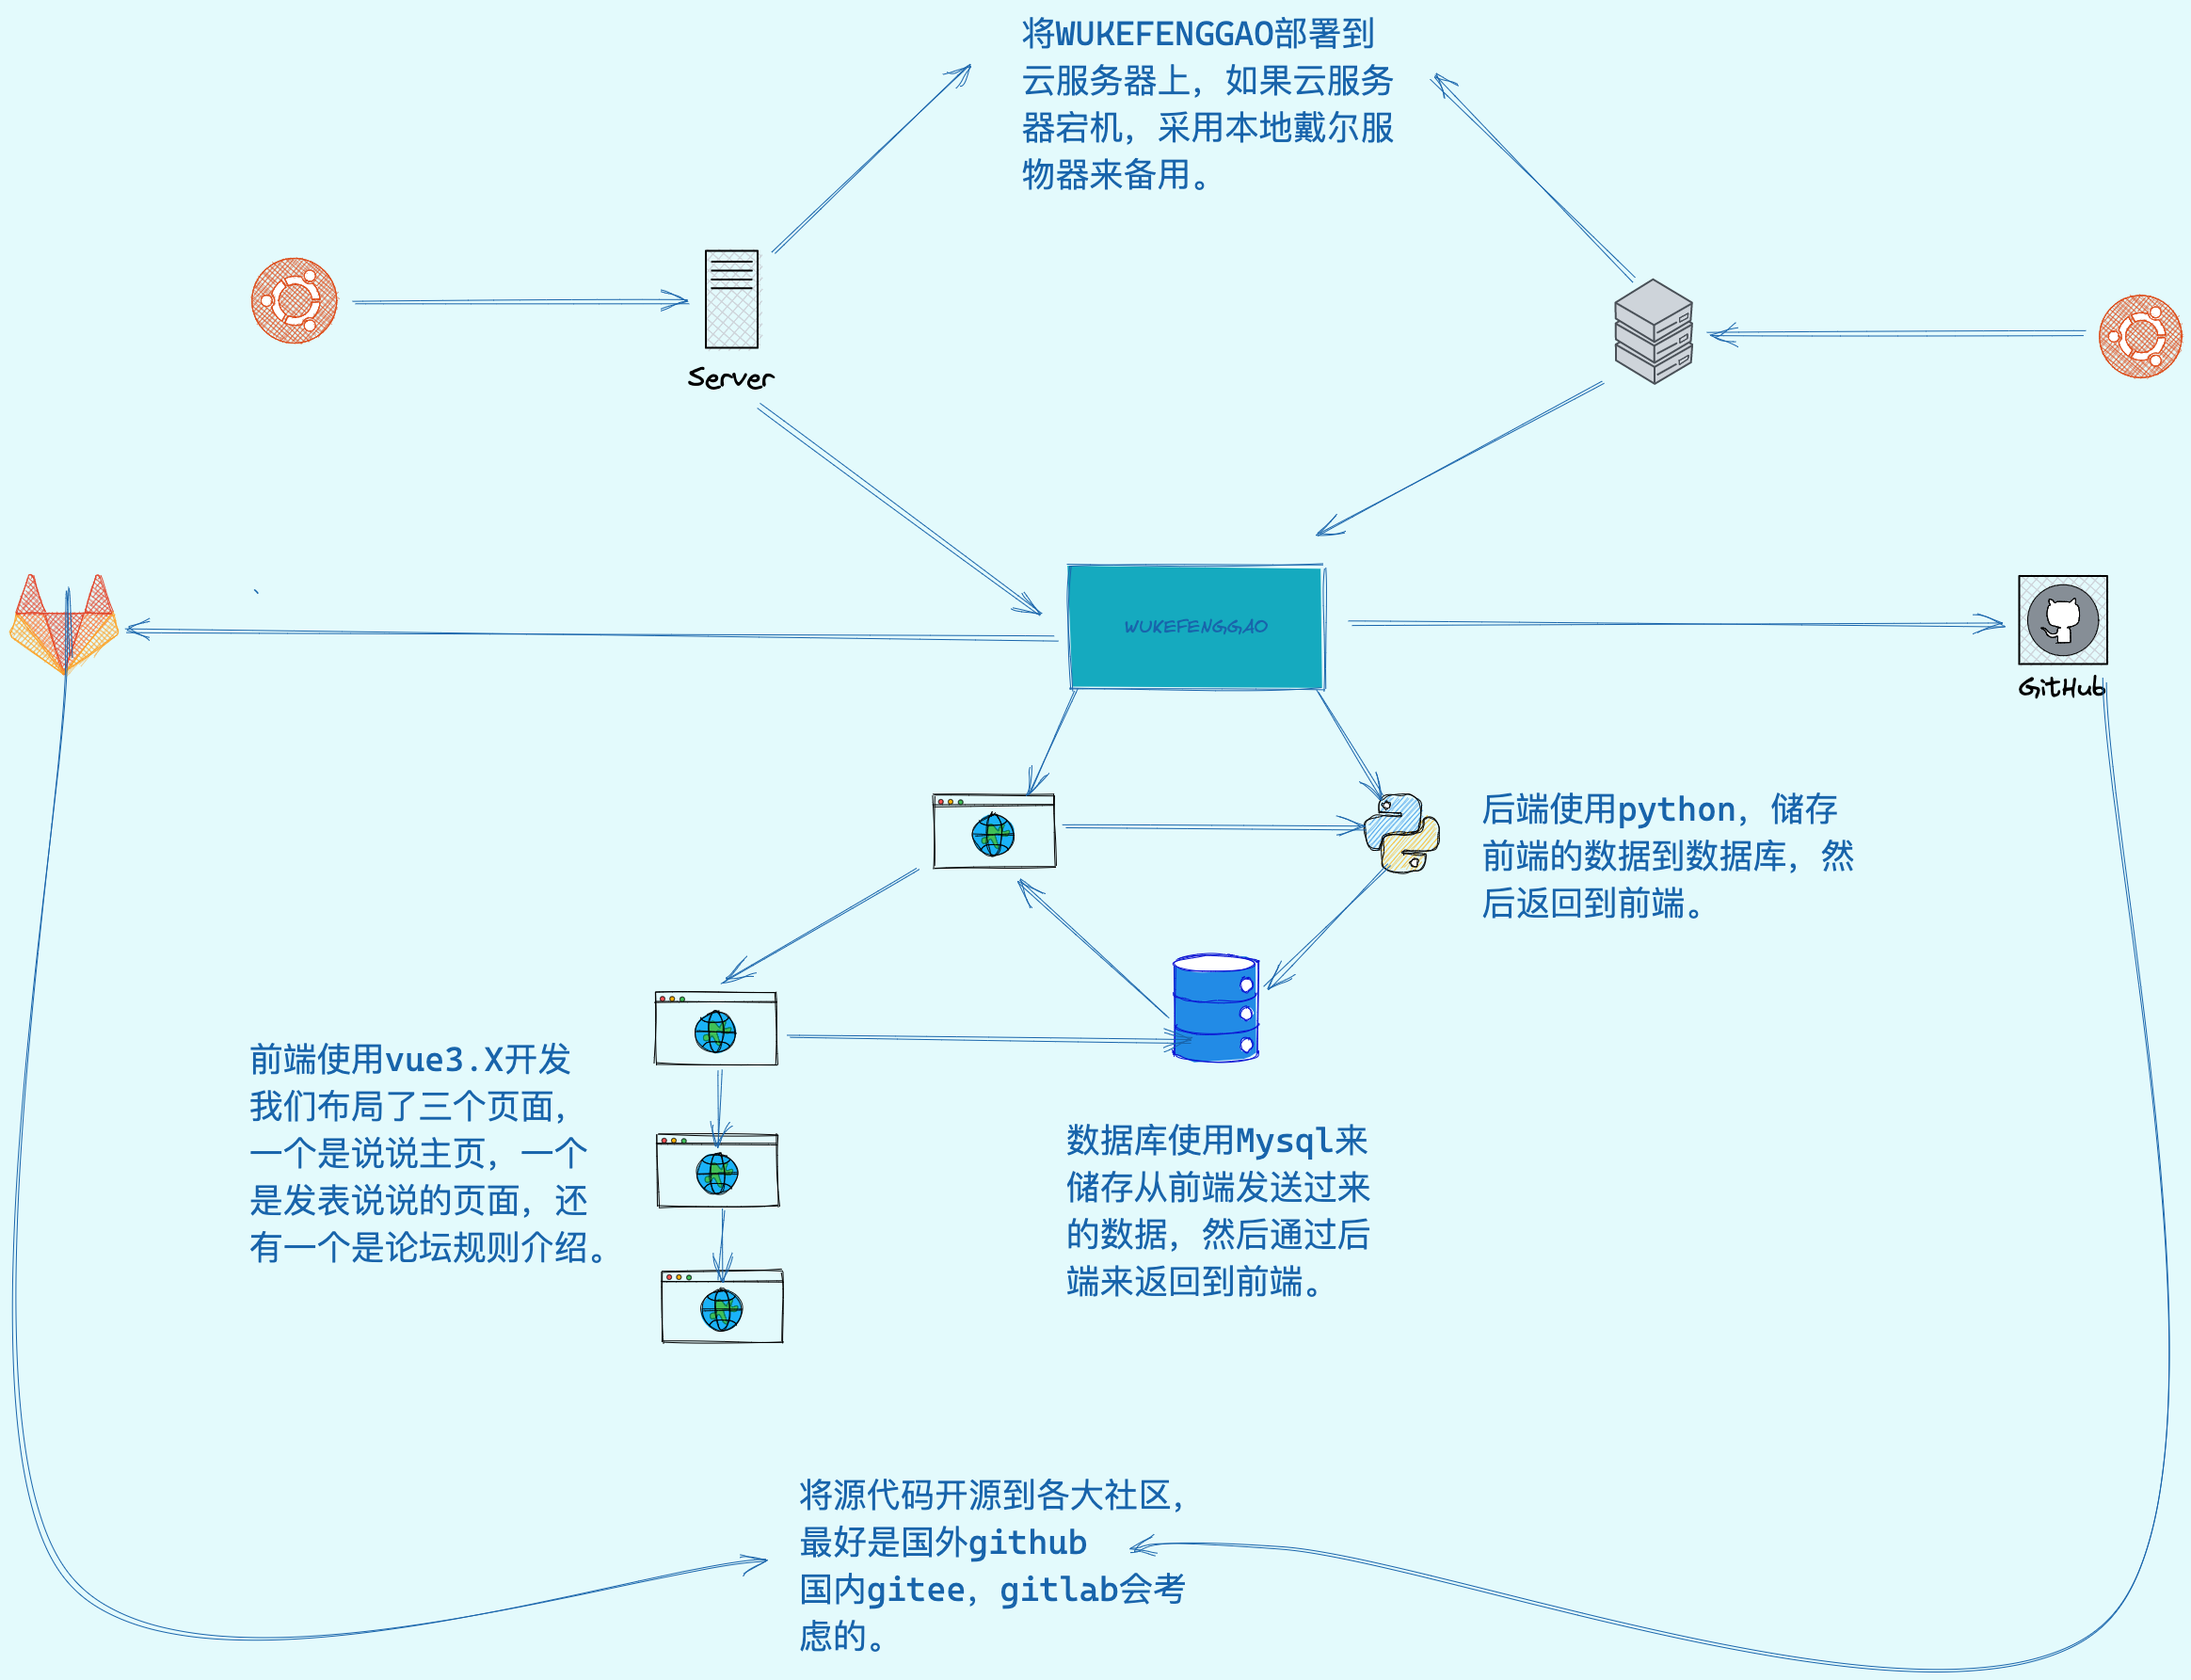 将WUKEFENGGAO部署到
云服务器上，如果云服务
器宕机，采用本地戴尔服
物器来备用。
Server
WUKEFENGGAO
GitHub
后端使用python，储存
前端的数据到数据库，然
后返回到前端。
前端使用vue3.X开发
我们布局了三个页面，
一个是说说主页，一个
是发表说说的页面，还
有一个是论坛规则介绍。
数据库使用Mysql来
储存从前端发送过来
的数据，然后通过后
端来返回到前端。
将源代码开源到各大社区，
最好是国外github
国内gitee，gitlab会考
虑的。